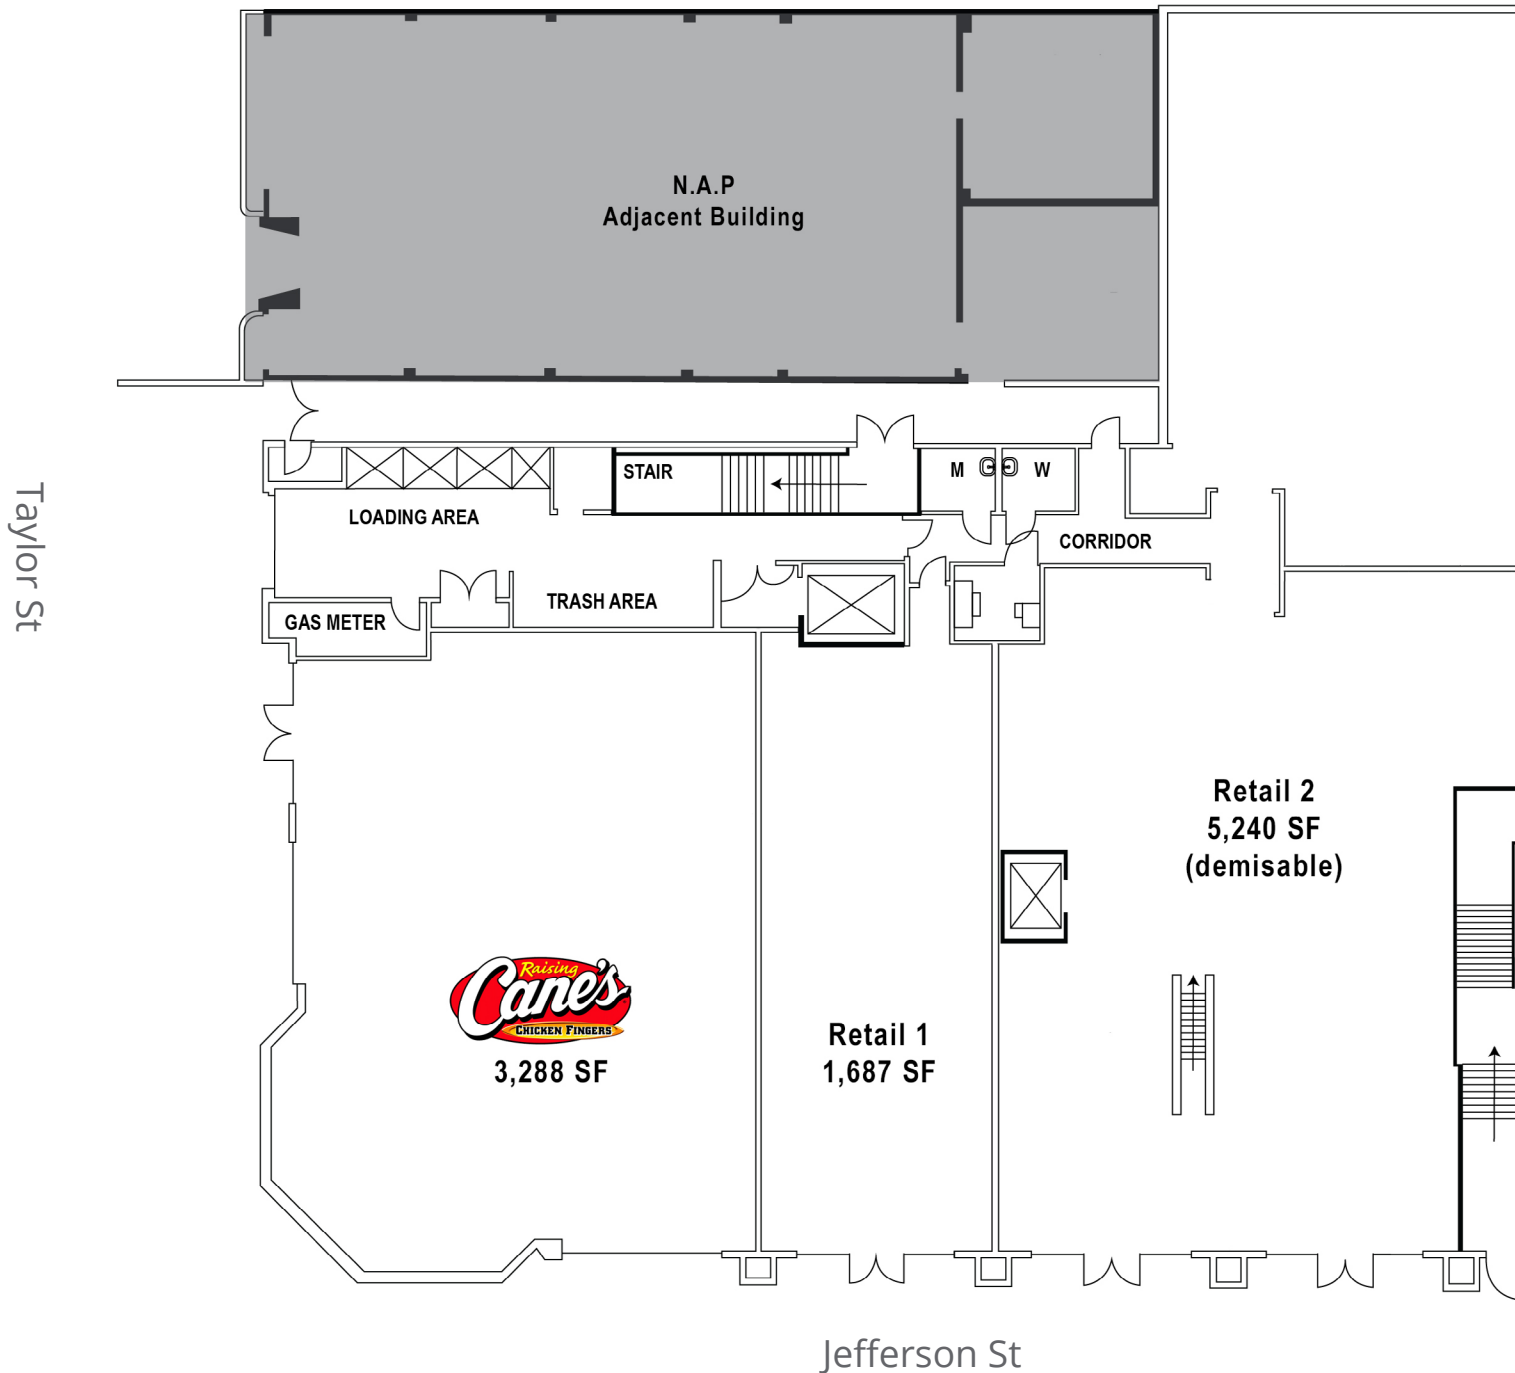 N.A.P
Adjacent Building
Taylor St
STAIR
M
W
LOADING AREA
CORRIDOR
TRASH AREA
GAS METER
Retail 2
5,240 SF
(demisable)
Raising
Cane's
CHICKEN FINGERS
3,288 SF
Retail 1
1,687 SF
Jefferson St